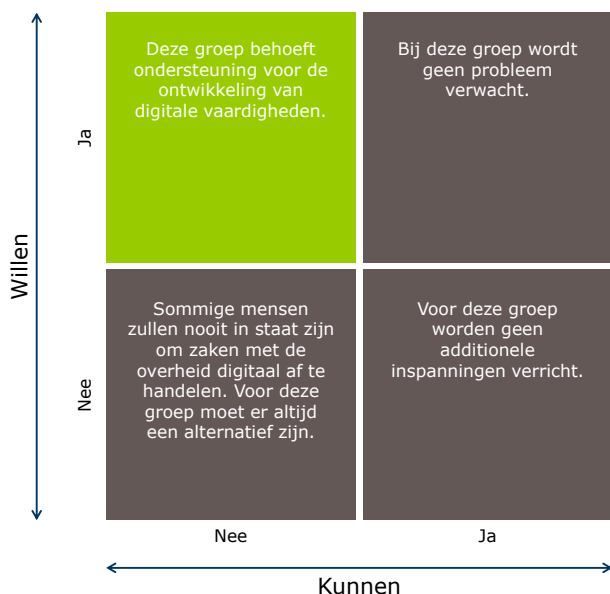 Deze groep behoeft
ondersteuning voor de
ontwikkeling van
digitale vaardigheden.
Bij deze groep wordt
geen probleem
verwacht.
Ja
Willen
Sommige mensen
zullen nooit in staat zijn
om zaken met de
overheid digitaal af te
handelen. Voor deze
groep moet er altijd
een alternatief zijn.
Voor deze groep
worden geen
additionele
inspanningen verricht.
Nee
Nee
Ja
Kunnen